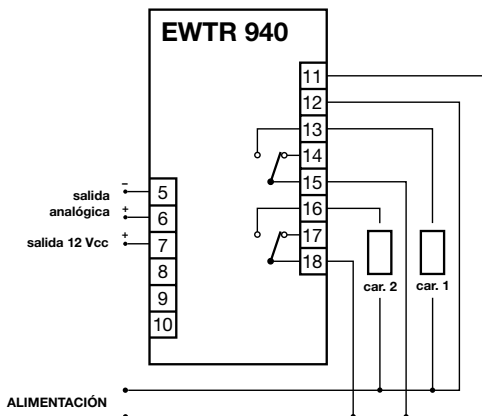 EWTR 940
11
12
13
14
15
16
17
18
− salida
analógica +
salida 12 Vcc +
5
6
7
8
9
10
car. 2
car. 1
ALIMENTACIÓN